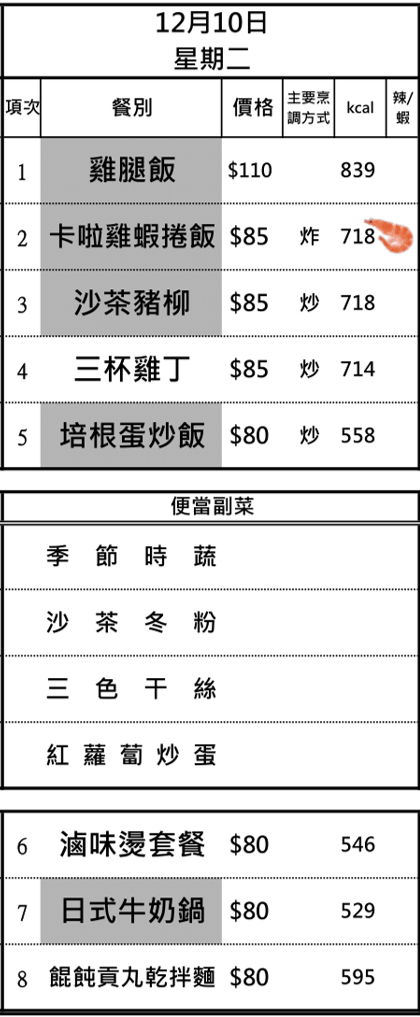 12月10日
星期二
項次 餐別 價格 主要烹調方式 kcal 辣/蝦
1 雞腿飯 $110 839
2 卡啦雞蝦捲飯 $85 炸 718
3 沙茶豬柳 $85 炒 718
4 三杯雞丁 $85 炒 714
5 培根蛋炒飯 $80 炒 558
便當副菜
季節時蔬
沙茶冬粉
三色干絲
紅蘿蔔炒蛋
6 滷味燙套餐 $80 546
7 日式牛奶鍋 $80 529
8 餛飩貢丸乾拌麵 $80 595